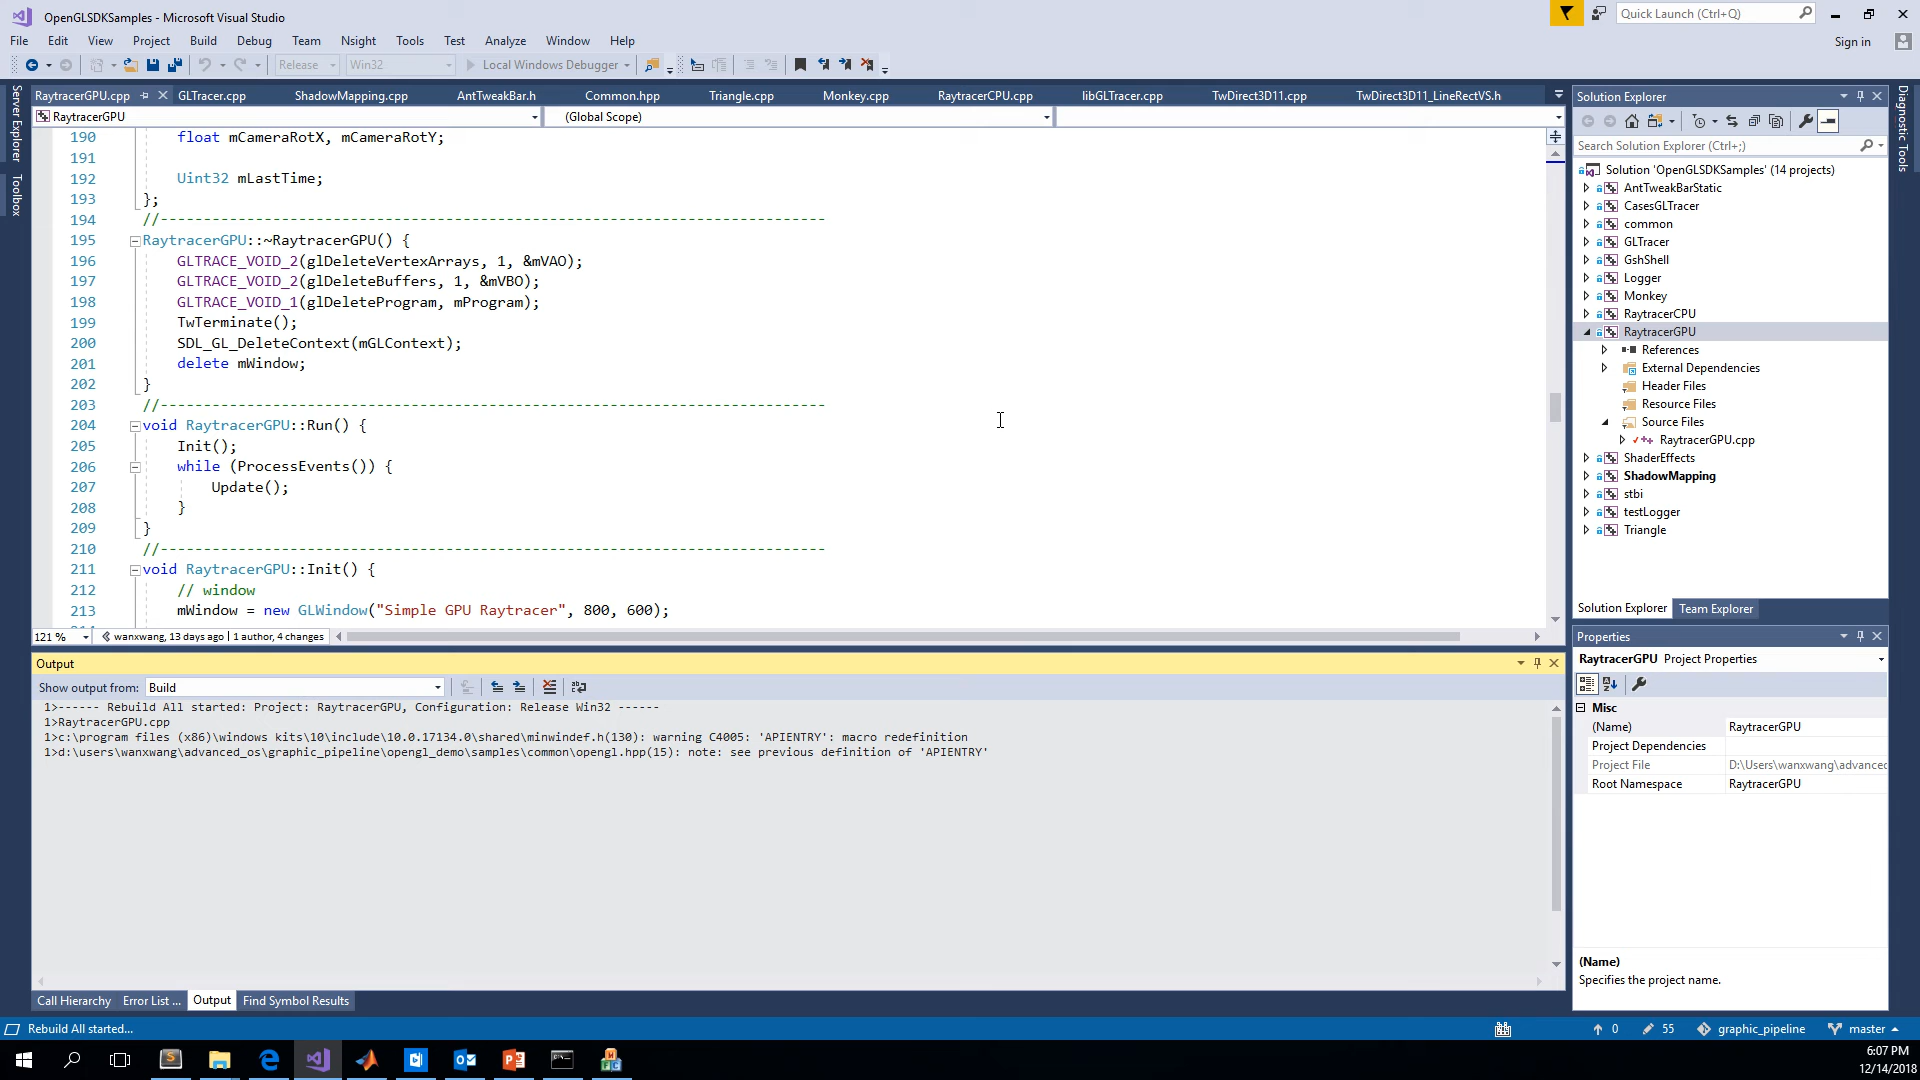 OpenGLSDKSamples - Microsoft Visual Studio
Quick Launch (Ctrl+Q)
File Edit View Project Build Debug Team Nsight Tools Test Analyze Window Help
Sign in
Release Win32 Local Windows Debugger
Server Explorer
Toolbox
RaytracerGPU.cpp GLTracer.cpp ShadowMapping.cpp AntTweakBar.h Common.hpp Triangle.cpp Monkey.cpp RaytracerCPU.cpp libGLTracer.cpp TwDirect3D11.cpp TwDirect3D11_LineRectVS.h
RaytracerGPU (Global Scope)
190 float mCameraRotX, mCameraRotY;
191
192 Uint32 mLastTime;
193 };
194 //------------------------------------------------------------------------------
195 RaytracerGPU::~RaytracerGPU() {
196 GLTRACE_VOID_2(glDeleteVertexArrays, 1, &mVAO);
197 GLTRACE_VOID_2(glDeleteBuffers, 1, &mVBO);
198 GLTRACE_VOID_1(glDeleteProgram, mProgram);
199 TwTerminate();
200 SDL_GL_DeleteContext(mGLContext);
201 delete mWindow;
202 }
203 //------------------------------------------------------------------------------
204 void RaytracerGPU::Run() {
205 Init();
206 while (ProcessEvents()) {
207 Update();
208 }
209 }
210 //------------------------------------------------------------------------------
211 void RaytracerGPU::Init() {
212 // window
213 mWindow = new GLWindow("Simple GPU Raytracer", 800, 600);
121 % wanxwang, 13 days ago | 1 author, 4 changes
Output
Show output from: Build
1>------ Rebuild All started: Project: RaytracerGPU, Configuration: Release Win32 ------
1>RaytracerGPU.cpp
1>c:\program files (x86)\windows kits\10\include\10.0.17134.0\shared\minwindef.h(130): warning C4005: 'APIENTRY': macro redefinition
1>d:\users\wanxwang\advanced_os\graphic_pipeline\opengl_demo\samples\common\opengl.hpp(15): note: see previous definition of 'APIENTRY'
Call Hierarchy Error List ... Output Find Symbol Results
Solution Explorer
Search Solution Explorer (Ctrl+;)
Solution 'OpenGLSDKSamples' (14 projects)
AntTweakBarStatic
CasesGLTracer
common
GLTracer
GshShell
Logger
Monkey
RaytracerCPU
RaytracerGPU
References
External Dependencies
Header Files
Resource Files
Source Files
RaytracerGPU.cpp
ShaderEffects
ShadowMapping
stbi
testLogger
Triangle
Solution Explorer Team Explorer
Properties
RaytracerGPU Project Properties
Misc
(Name) RaytracerGPU
Project Dependencies
Project File D:\Users\wanxwang\advanced
Root Namespace RaytracerGPU
(Name)
Specifies the project name.
Diagnostic Tools
Rebuild All started... 0 55 graphic_pipeline master
6:07 PM
12/14/2018